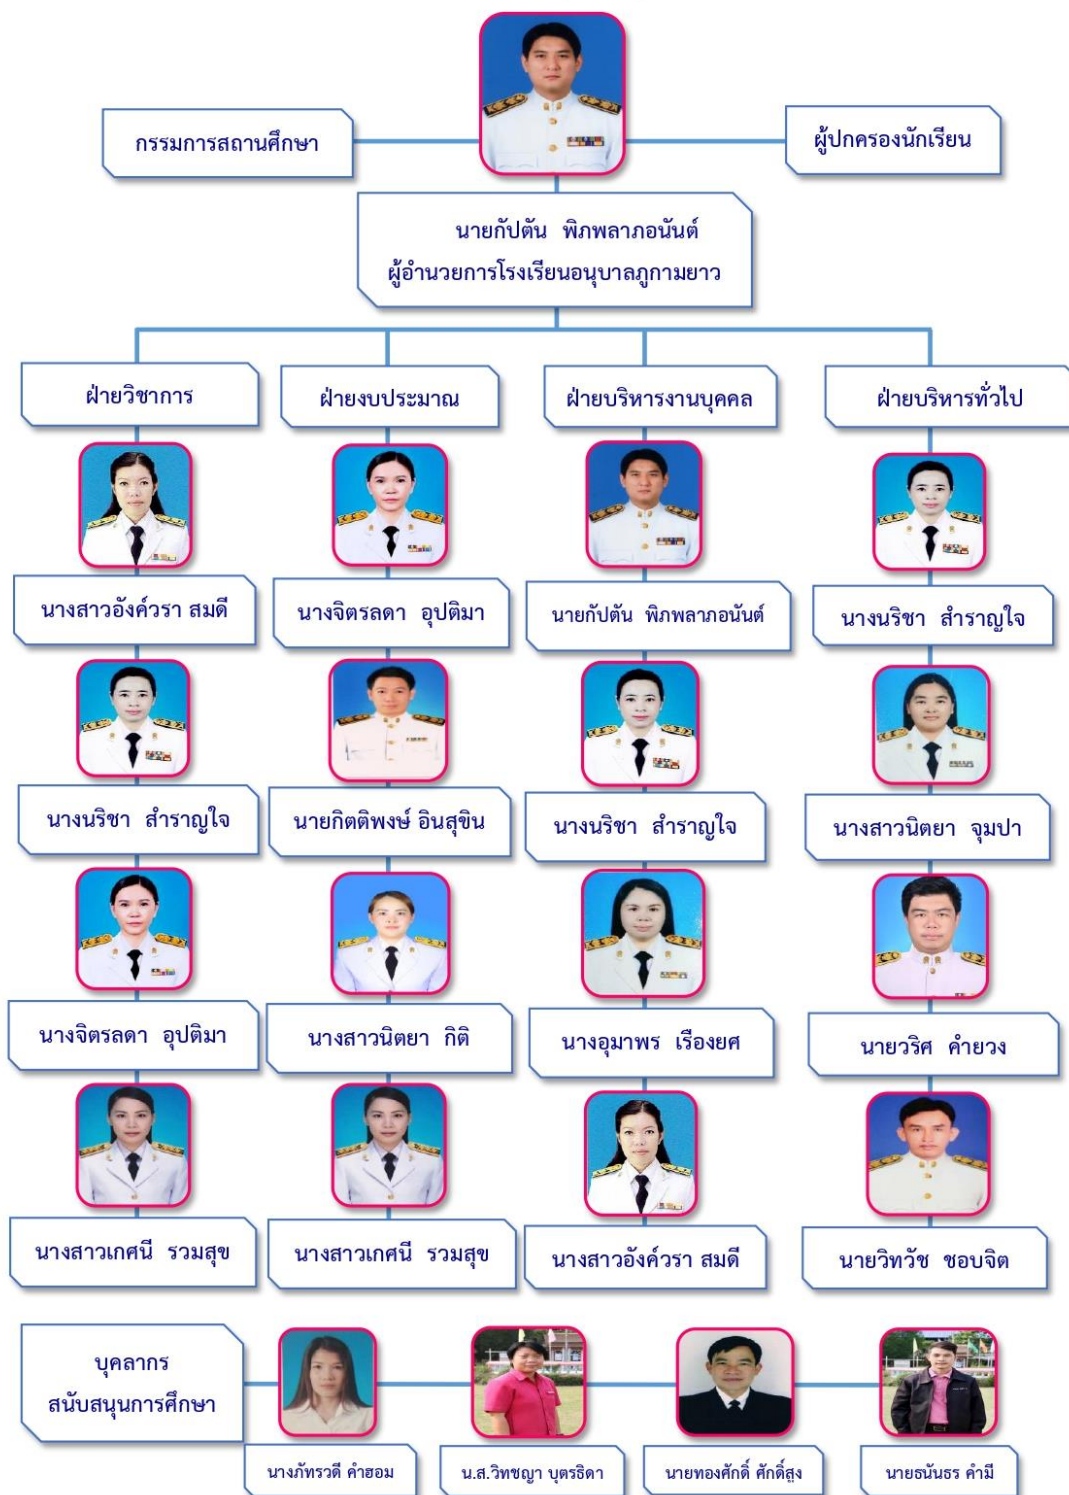 กรรมการสถานศึกษา
ผู้ปกครองนักเรียน
นายกัปตัน พิภพลาภอนันต์
ผู้อำนวยการโรงเรียนอนุบาลภูกามยาว
ฝ่ายวิชาการ
ฝ่ายงบประมาณ
ฝ่ายบริหารงานบุคคล
ฝ่ายบริหารทั่วไป
นางสาวอังค์วรา สมดี
นางจิตรลดา อุปติมา
นายกัปตัน พิภพลาภอนันต์
นางนริชา สำราญใจ
นางนริชา สำราญใจ
นายกิตติพงษ์ อินสุขิน
นางนริชา สำราญใจ
นางสาวนิตยา จุมปา
นางจิตรลดา อุปติมา
นางสาวนิตยา กิติ
นางอุมาพร เรืองยศ
นายวริศ คำยวง
นางสาวเกศนี รวมสุข
นางสาวเกศนี รวมสุข
นางสาวอังค์วรา สมดี
นายวิทวัช ชอบจิต
บุคลากร
สนับสนุนการศึกษา
นางภัทรวดี คำฮอม
น.ส.วิทชญา บุตรธิดา
นายทองศักดิ์ ศักดิ์สูง
นายธนันธร คำมี